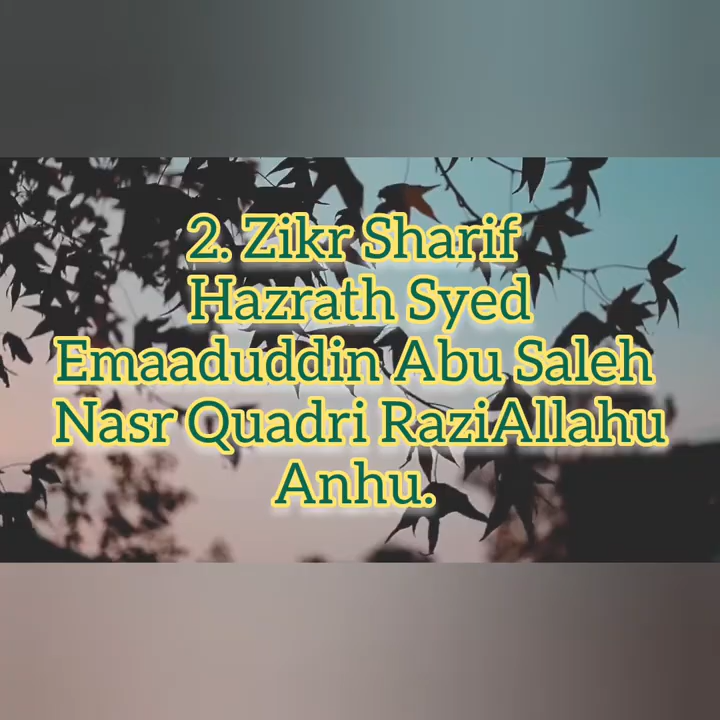 2. Zikr Sharif
Hazrath Syed
Emaaduddin Abu Saleh
Nasr Quadri RaziAllahu
Anhu.